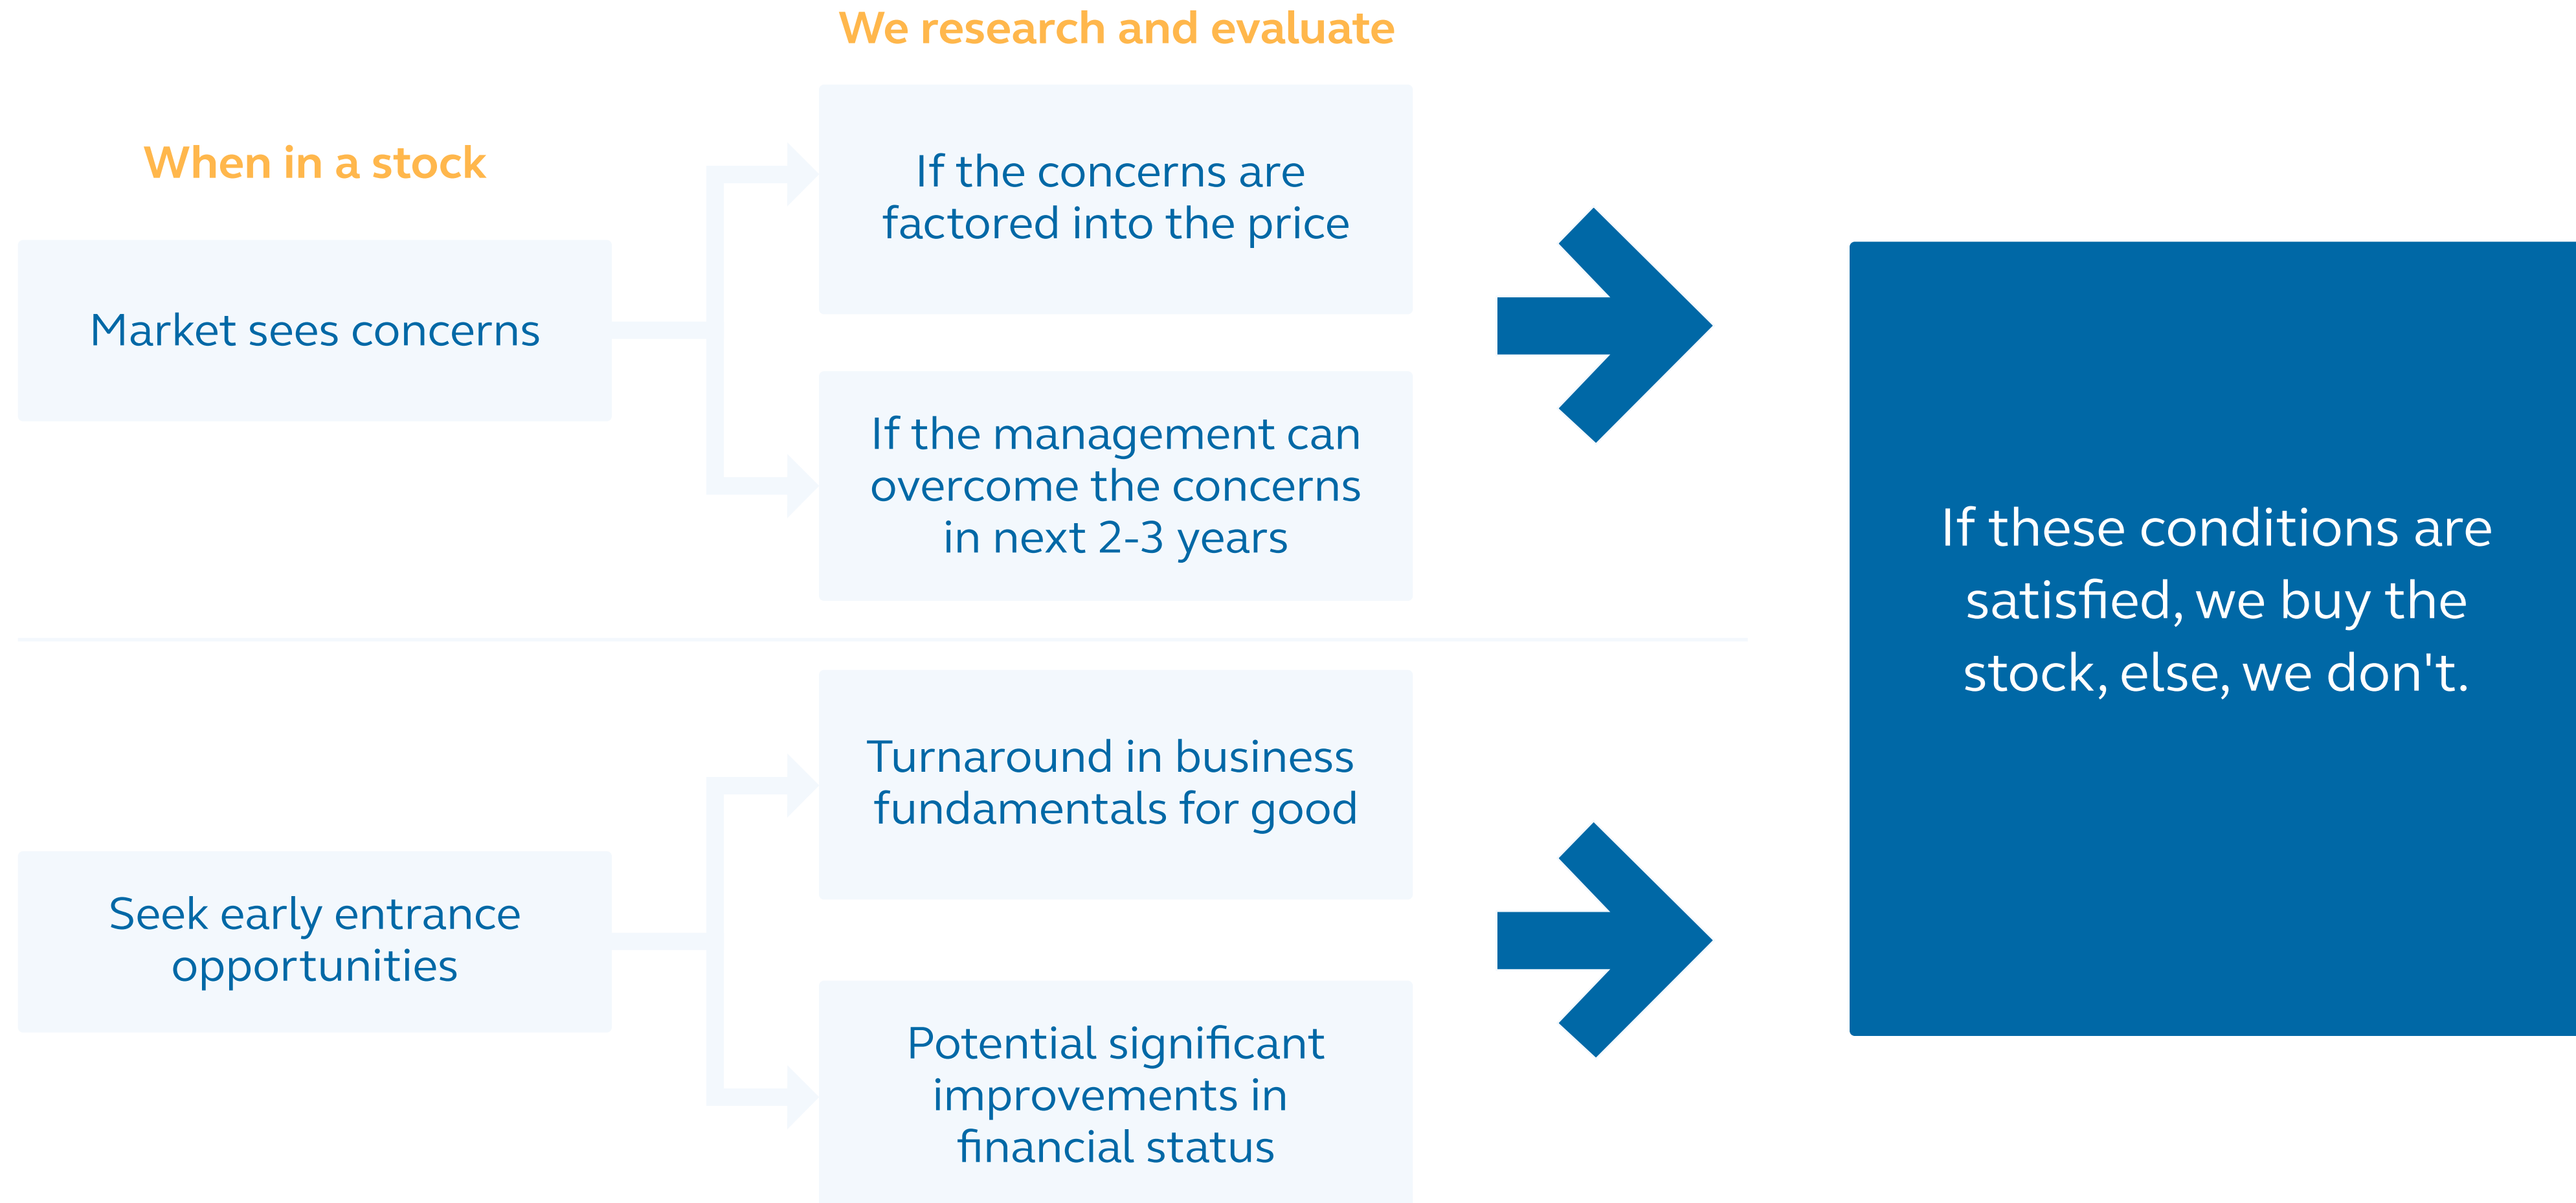 We research and evaluate
When in a stock
Market sees concerns
If the concerns are
factored into the price
If the management can
overcome the concerns
in next 2-3 years
Seek early entrance
opportunities
Turnaround in business
fundamentals for good
Potential significant
improvements in
financial status
If these conditions are
satisfied, we buy the
stock, else, we don't.